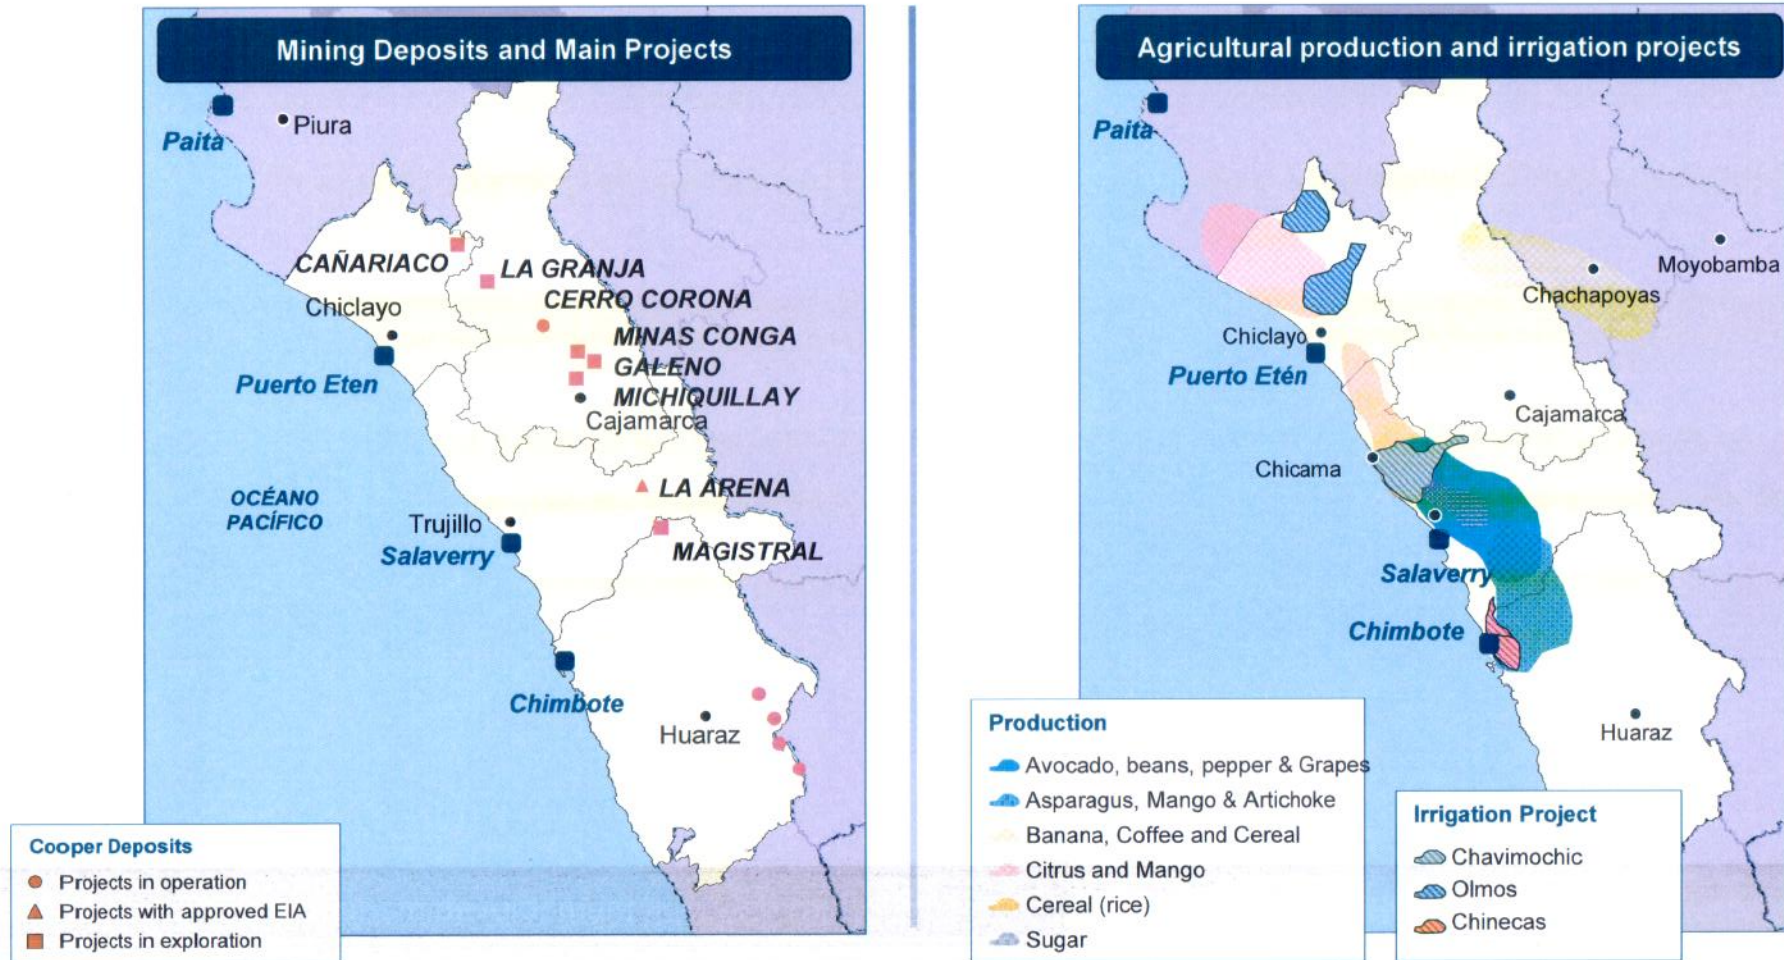 Mining Deposits and Main Projects
Paita
Piura
CAÑARIACO
LA GRANJA
CERRO CORONA
Chiclayo
MINAS CONGA
GALENO
Puerto Eten
MICHIQUILLAY
Cajamarca
LA ARENA
OCÉANO
PACÍFICO
Trujillo
Salaverry
MAGISTRAL
Chimbote
Huaraz
Cooper Deposits
Projects in operation
Projects with approved EIA
Projects in exploration
Agricultural production and irrigation projects
Paita
Moyobamba
Chachapoyas
Chiclayo
Puerto Etén
Cajamarca
Chicama
Salaverry
Chimbote
Huaraz
Production
Avocado, beans, pepper & Grapes
Asparagus, Mango & Artichoke
Banana, Coffee and Cereal
Citrus and Mango
Cereal (rice)
Sugar
Irrigation Project
Chavimochic
Olmos
Chinecas